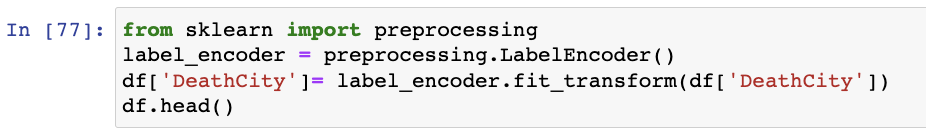 In [77]: from sklearn import preprocessing
label_encoder = preprocessing.LabelEncoder()
df['DeathCity']= label_encoder.fit_transform(df['DeathCity'])
df.head()